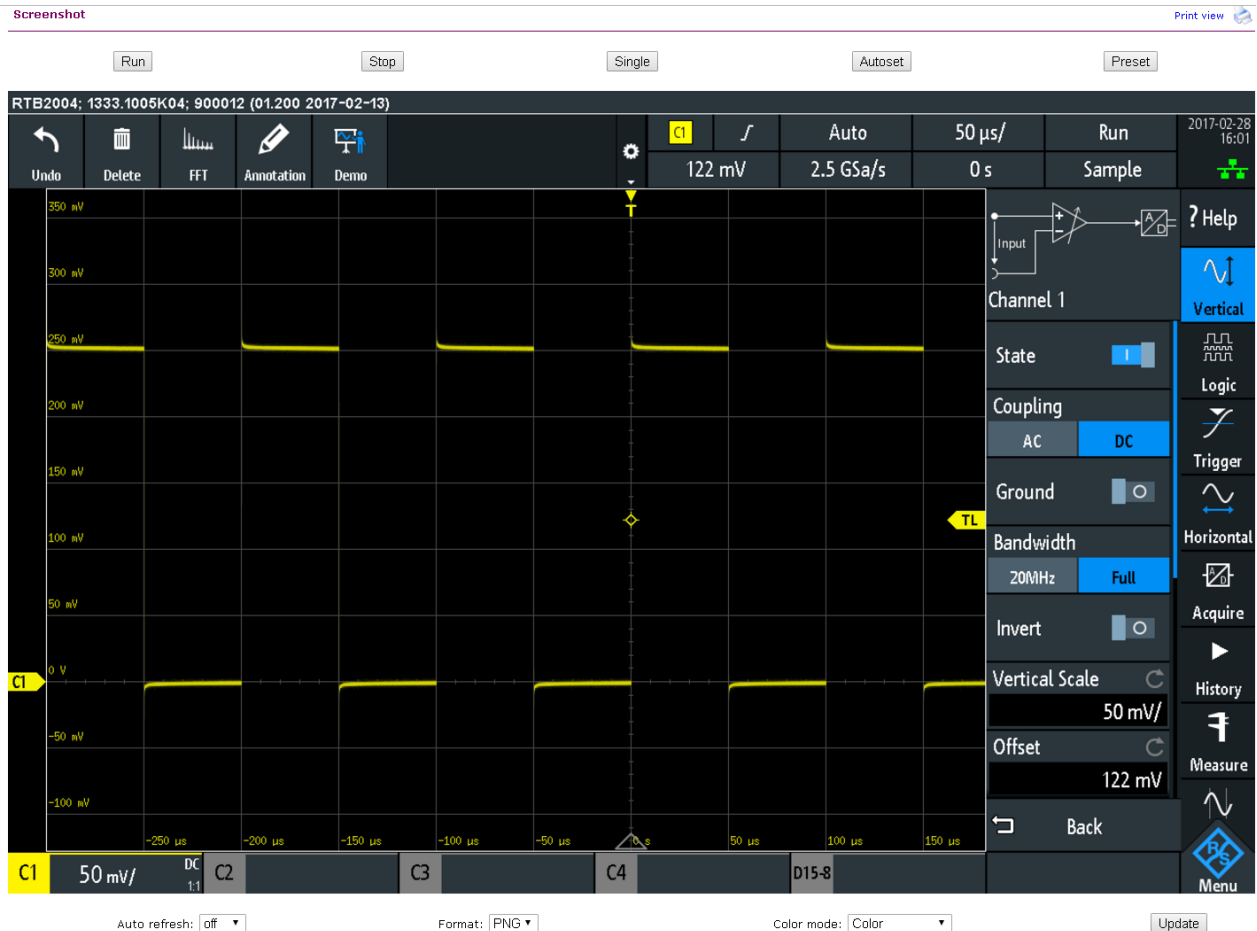 Screenshot
Print view
Run Stop Single Autoset Preset
RTB2004; 1333.1005K04; 900012 (01.200 2017-02-13)
Undo Delete FFT Annotation Demo
C1 Auto 50 µs/ Run
122 mV 2.5 GSa/s 0 s Sample
2017-02-28
16:01
350 mV
300 mV
250 mV
200 mV
150 mV
100 mV
50 mV
0 V
-50 mV
-100 mV
T
TL
C1
-250 µs -200 µs -150 µs -100 µs -50 µs 0 s 50 µs 100 µs 150 µs
Input
A
D
Channel 1
State
Coupling
AC DC
Ground
Bandwidth
20MHz Full
Invert
Vertical Scale
50 mV/
Offset
122 mV
Back
? Help
Vertical
Logic
Trigger
Horizontal
A
D
Acquire
History
Measure
R S
Menu
C1 50 mV/ DC
1:1
C2 C3 C4 D15-8
Auto refresh: off Format: PNG Color mode: Color Update